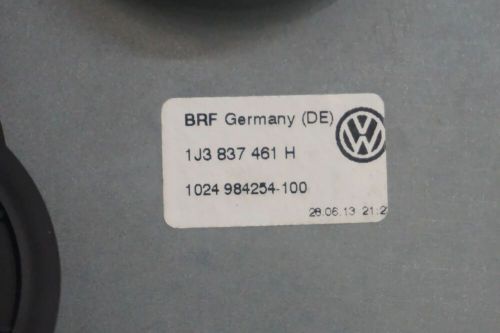 BRF Germany (DE)
1J3 837 461 H
1024 984254-100
28.06.13 21:2